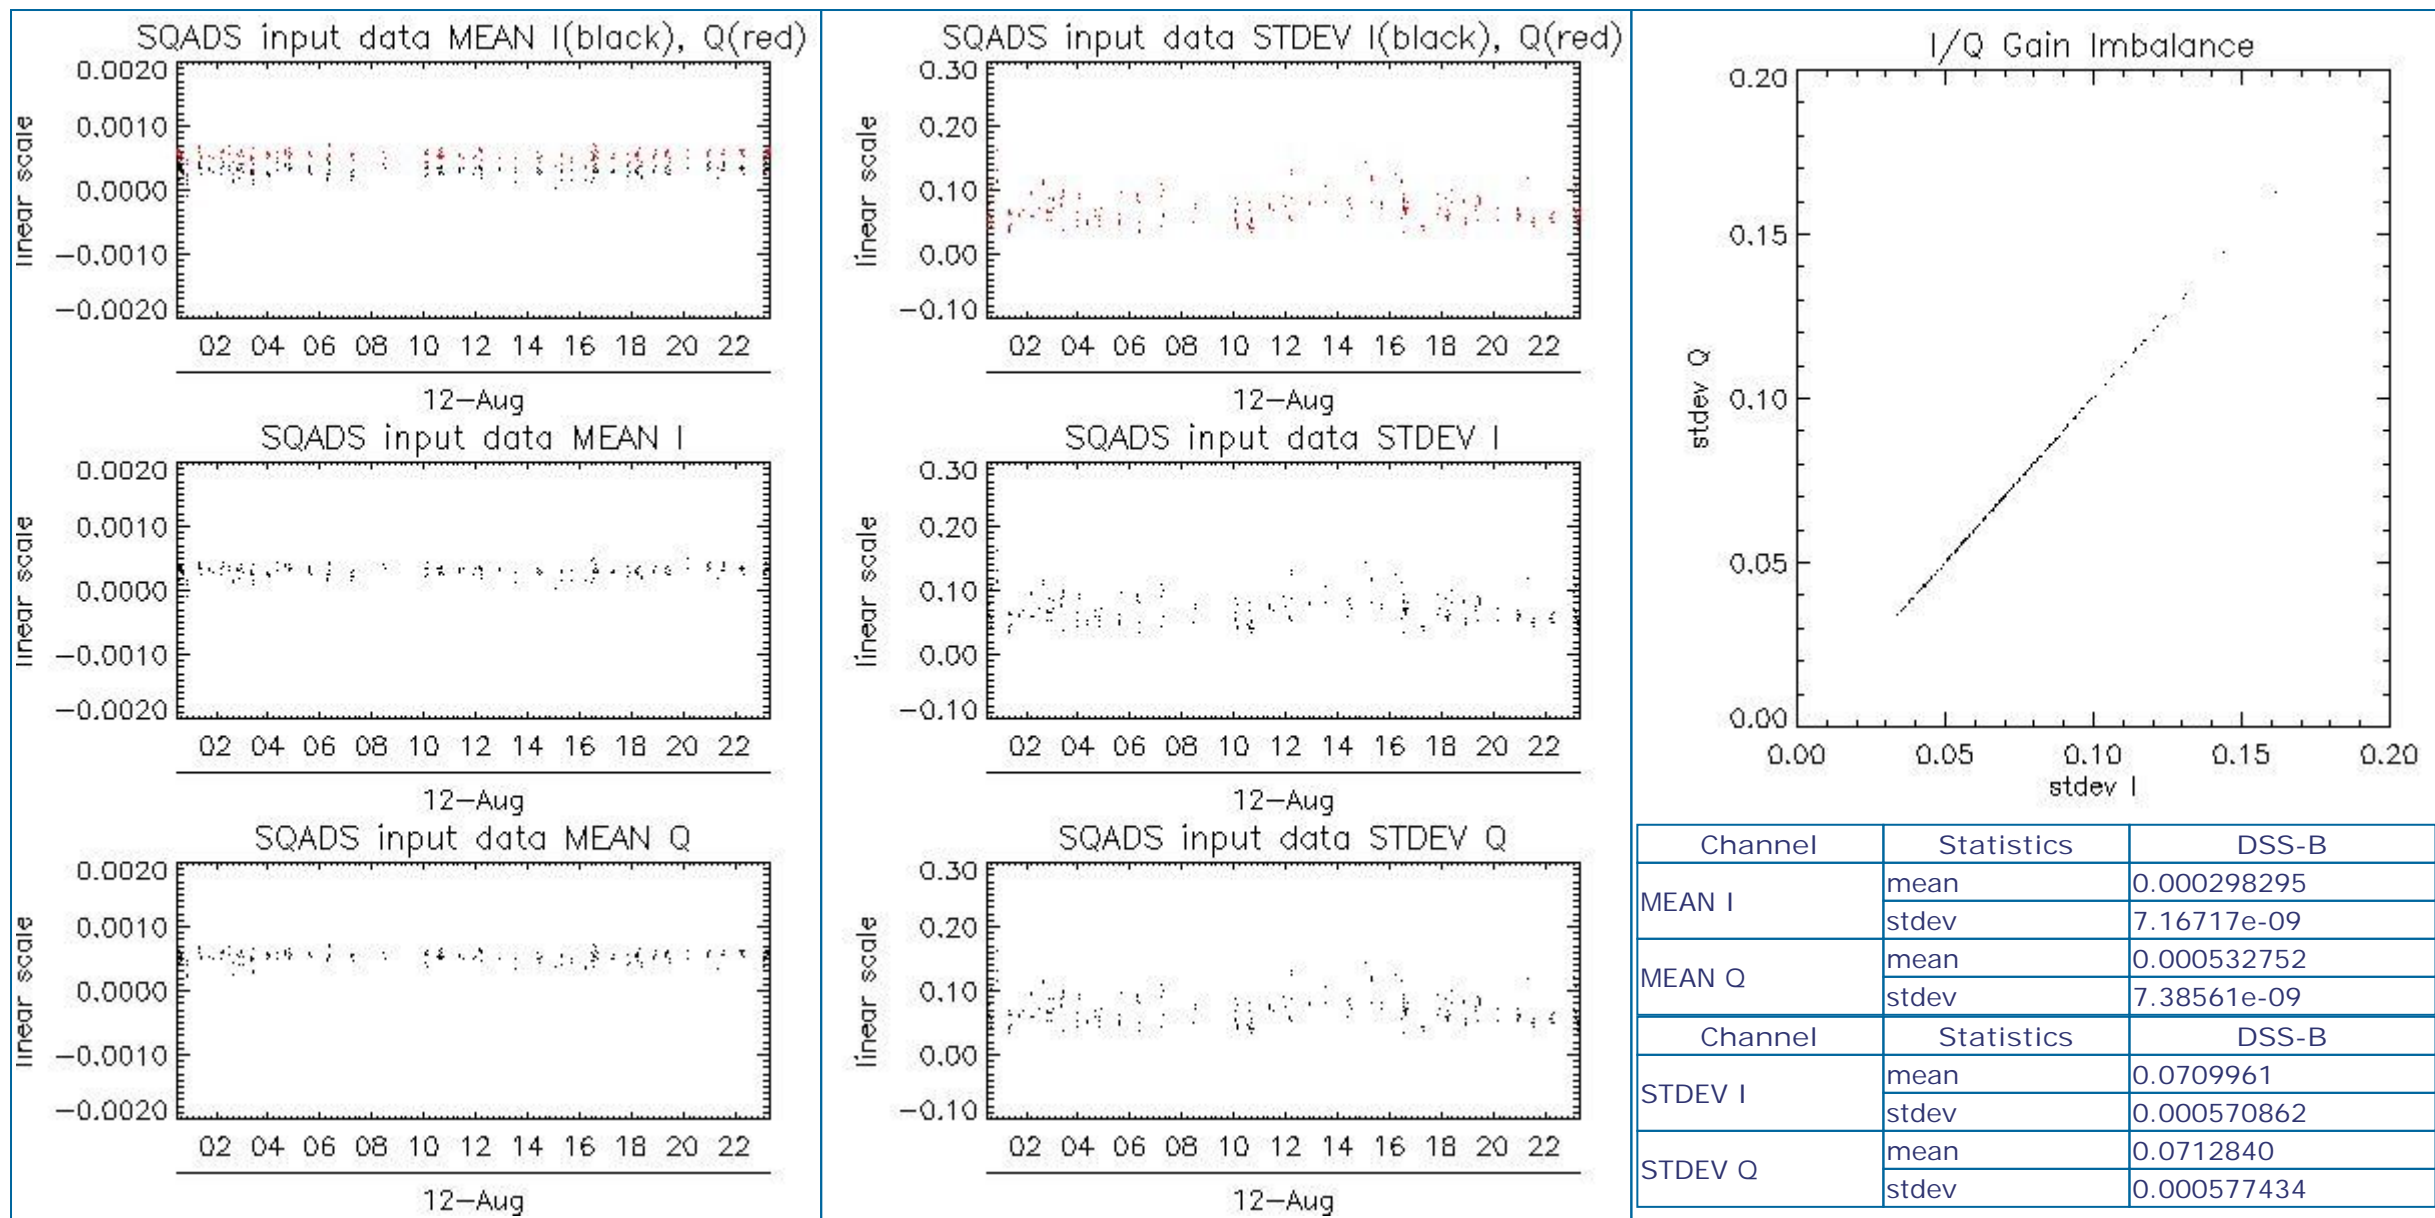 SQADS input data MEAN I(black), Q(red)
0.0020
0.0010
0.0000
−0.0010
−0.0020
linear scale
02 04 06 08 10 12 14 16 18 20 22
12−Aug
SQADS input data MEAN I
0.0020
0.0010
0.0000
−0.0010
−0.0020
linear scale
02 04 06 08 10 12 14 16 18 20 22
12−Aug
SQADS input data MEAN Q
0.0020
0.0010
0.0000
−0.0010
−0.0020
linear scale
02 04 06 08 10 12 14 16 18 20 22
12−Aug
SQADS input data STDEV I(black), Q(red)
0.30
0.20
0.10
0.00
−0.10
linear scale
02 04 06 08 10 12 14 16 18 20 22
12−Aug
SQADS input data STDEV I
0.30
0.20
0.10
0.00
−0.10
linear scale
02 04 06 08 10 12 14 16 18 20 22
12−Aug
SQADS input data STDEV Q
0.30
0.20
0.10
0.00
−0.10
linear scale
02 04 06 08 10 12 14 16 18 20 22
12−Aug
I/Q Gain Imbalance
0.20
0.15
0.10
0.05
0.00
stdev Q
0.00 0.05 0.10 0.15 0.20
stdev I
Channel Statistics DSS-B
MEAN I mean 0.000298295
stdev 7.16717e-09
MEAN Q mean 0.000532752
stdev 7.38561e-09
Channel Statistics DSS-B
STDEV I mean 0.0709961
stdev 0.000570862
STDEV Q mean 0.0712840
stdev 0.000577434